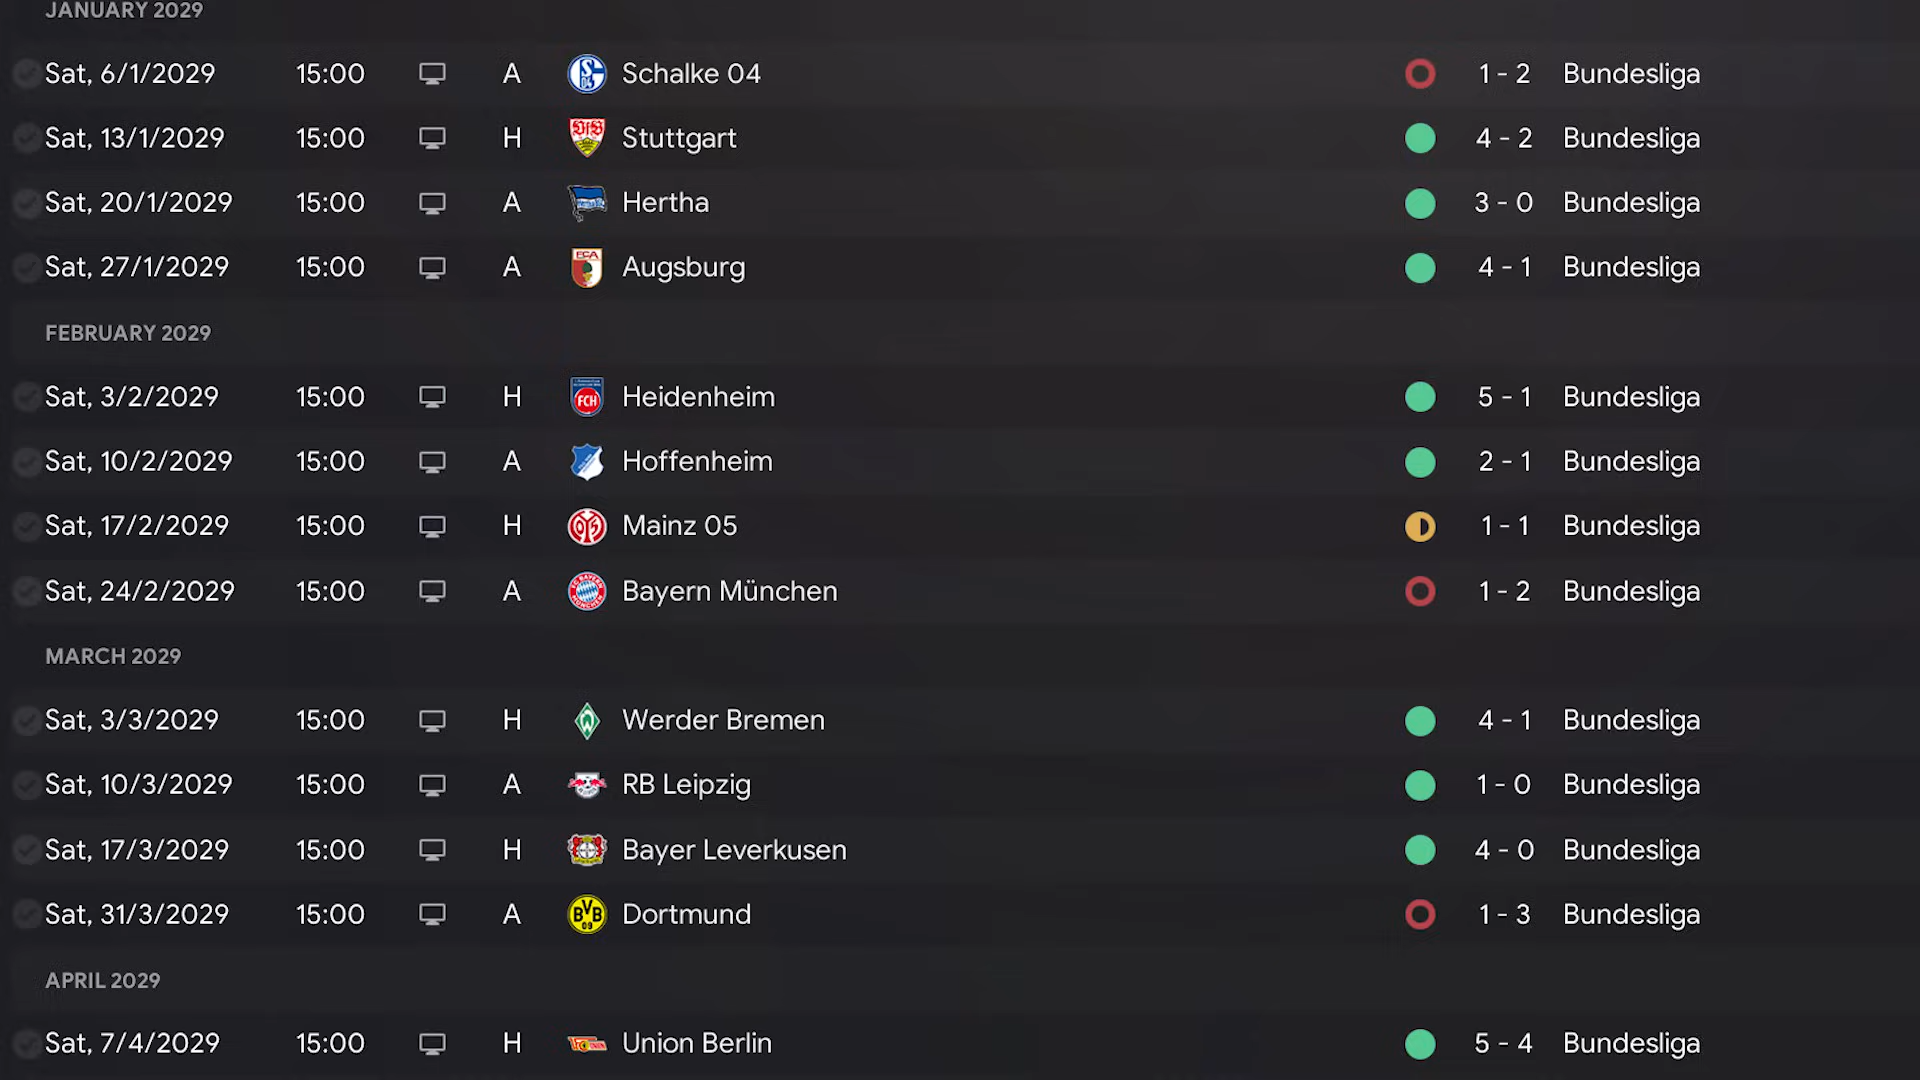 JANUARY 2029
Sat, 6/1/2029 15:00 A Schalke 04 1 - 2 Bundesliga
Sat, 13/1/2029 15:00 H Stuttgart 4 - 2 Bundesliga
Sat, 20/1/2029 15:00 A Hertha 3 - 0 Bundesliga
Sat, 27/1/2029 15:00 A Augsburg 4 - 1 Bundesliga
FEBRUARY 2029
Sat, 3/2/2029 15:00 H Heidenheim 5 - 1 Bundesliga
Sat, 10/2/2029 15:00 A Hoffenheim 2 - 1 Bundesliga
Sat, 17/2/2029 15:00 H Mainz 05 1 - 1 Bundesliga
Sat, 24/2/2029 15:00 A Bayern München 1 - 2 Bundesliga
MARCH 2029
Sat, 3/3/2029 15:00 H Werder Bremen 4 - 1 Bundesliga
Sat, 10/3/2029 15:00 A RB Leipzig 1 - 0 Bundesliga
Sat, 17/3/2029 15:00 H Bayer Leverkusen 4 - 0 Bundesliga
Sat, 31/3/2029 15:00 A Dortmund 1 - 3 Bundesliga
APRIL 2029
Sat, 7/4/2029 15:00 H Union Berlin 5 - 4 Bundesliga